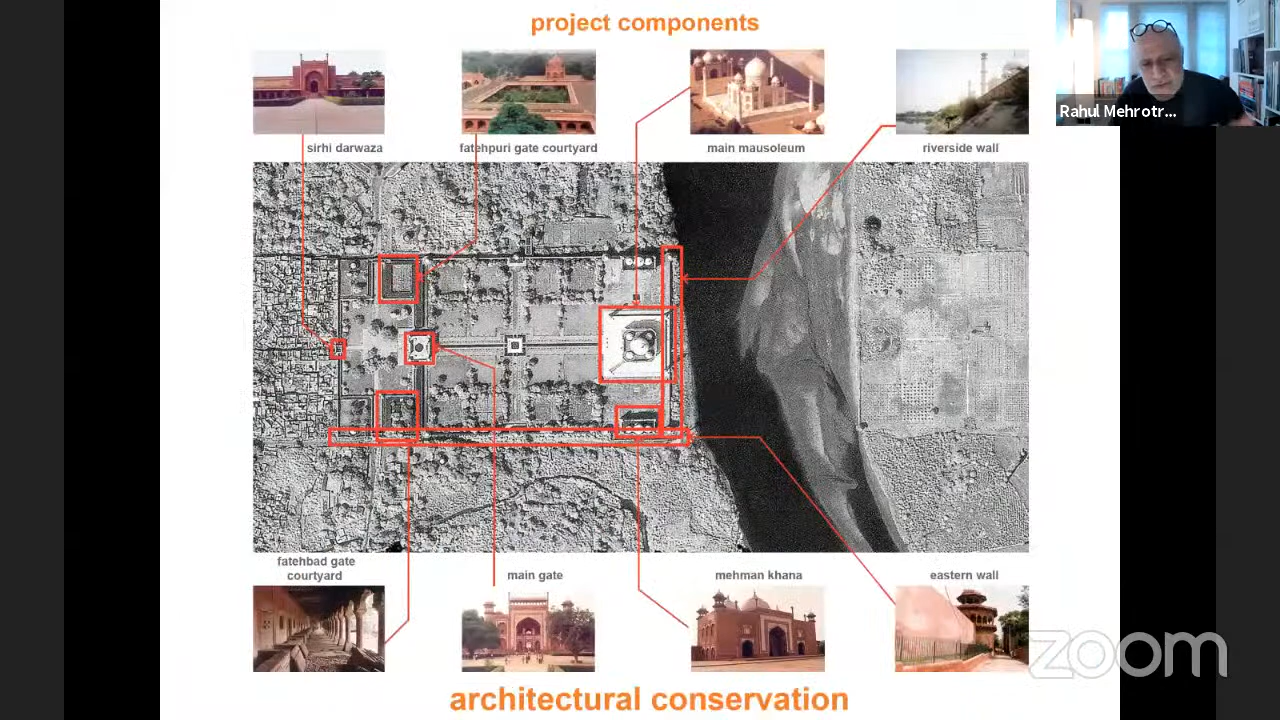 project components
Rahul Mehrotr...
sirhi darwaza
fatehpuri gate courtyard
main mausoleum
riverside wall
fatehbad gate
courtyard
main gate
mehman khana
eastern wall
zoom
architectural conservation